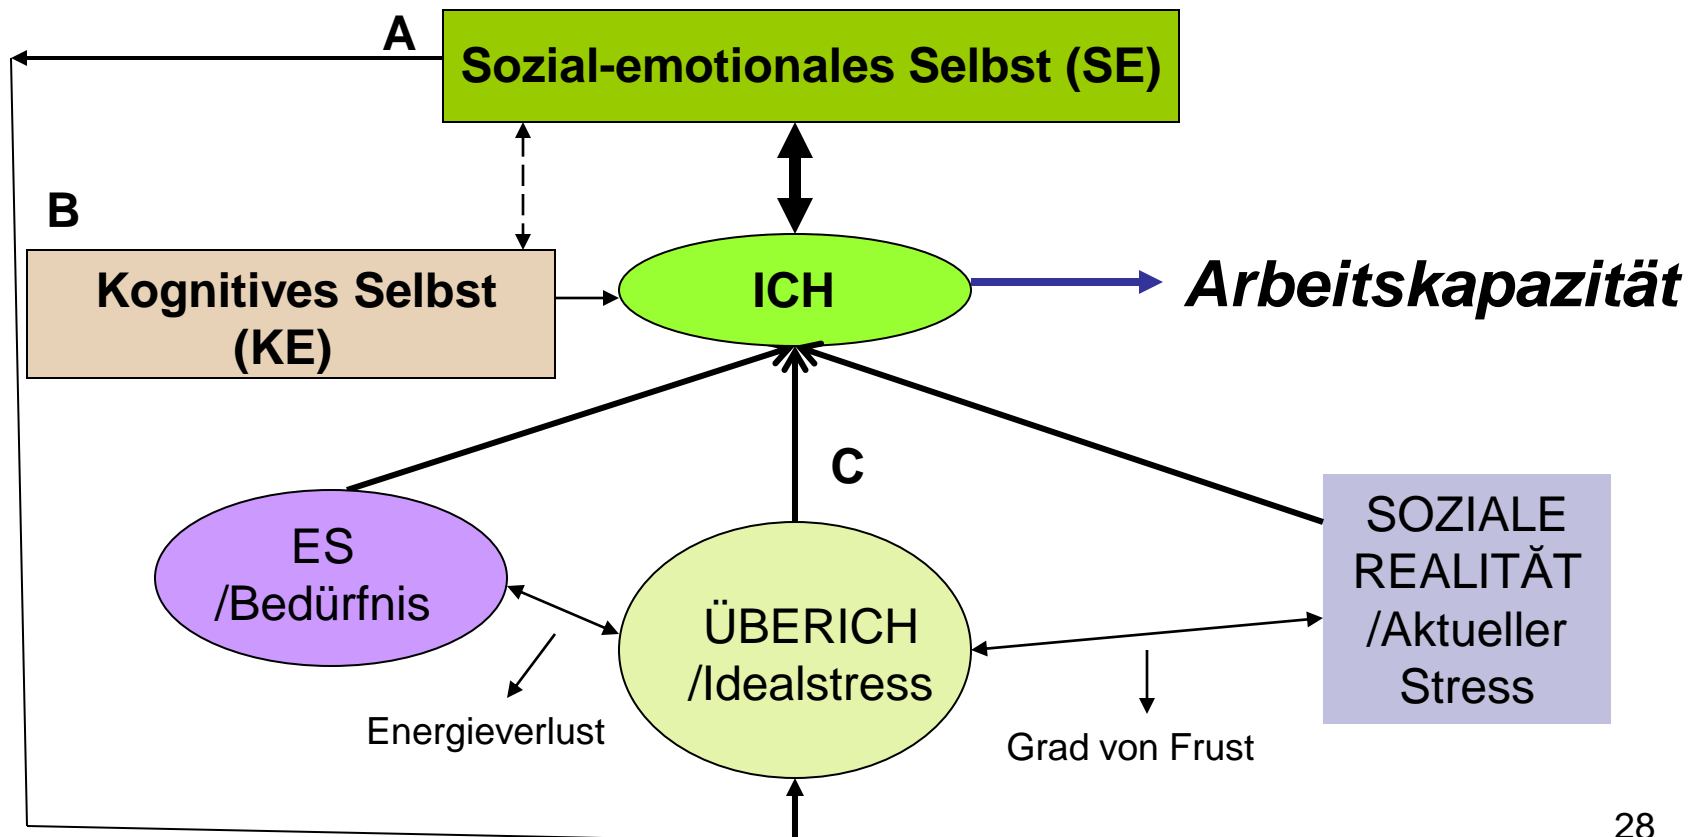 A
Sozial-emotionales Selbst (SE)
B
Kognitives Selbst
(KE)
ICH
Arbeitskapazität
C
ES
/Bedürfnis
ÜBERICH
/Idealstress
SOZIALE
REALITĂT
/Aktueller
Stress
Energieverlust
Grad von Frust
28